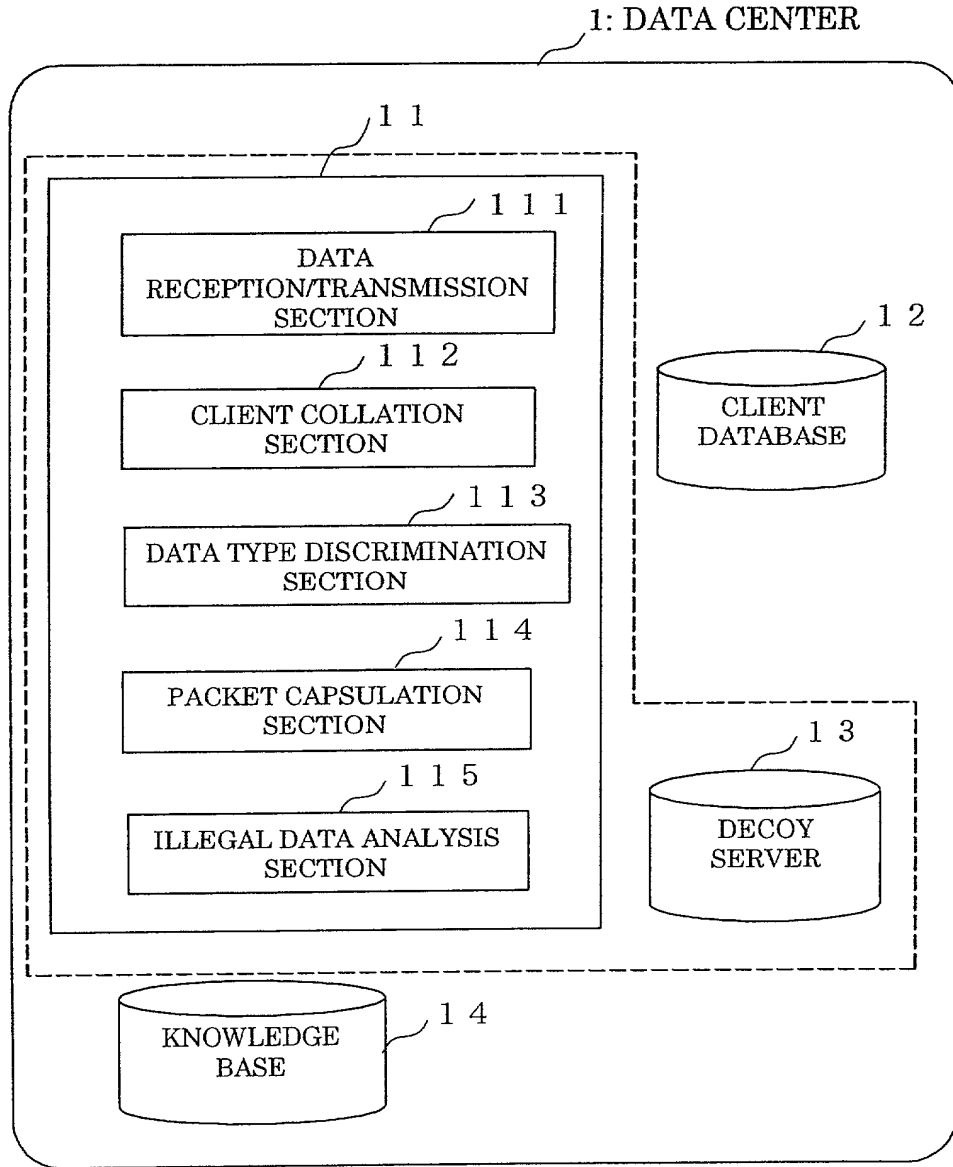 1: DATA CENTER
1 1
1 1 1
DATA
RECEPTION/TRANSMISSION
SECTION
1 1 2
CLIENT COLLATION
SECTION
1 2
CLIENT
DATABASE
1 1 3
DATA TYPE DISCRIMINATION
SECTION
1 1 4
PACKET CAPSULATION
SECTION
1 3
DECOY
SERVER
1 1 5
ILLEGAL DATA ANALYSIS
SECTION
1 4
KNOWLEDGE
BASE